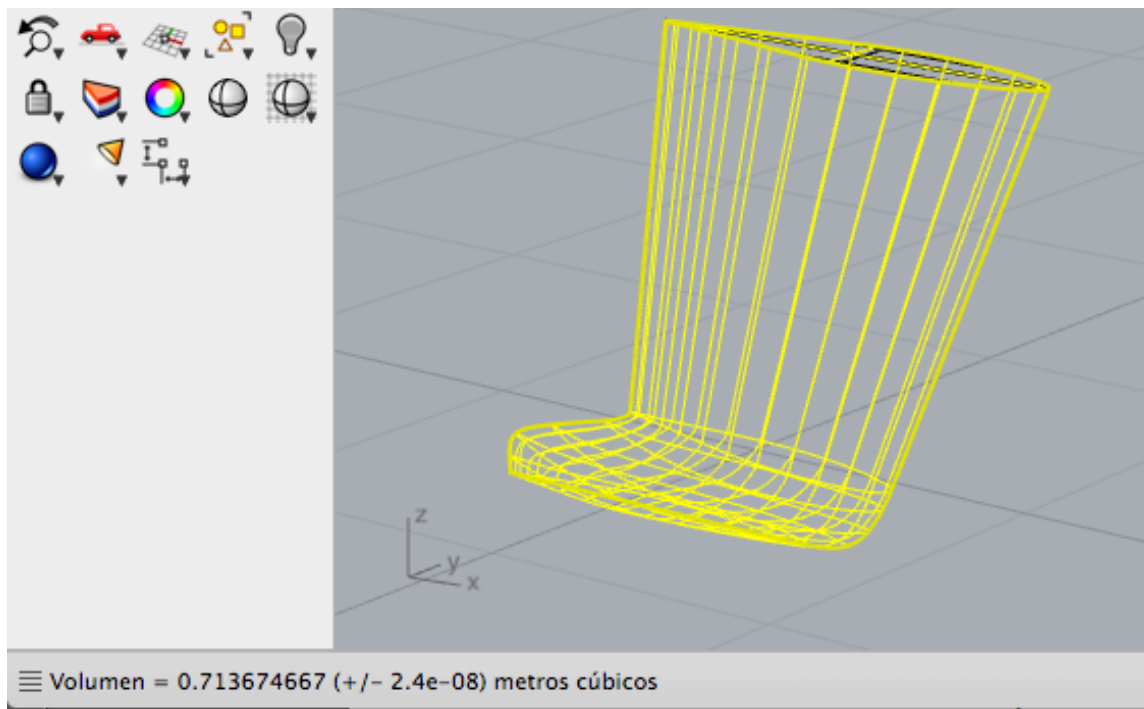 z
y
x
Volumen = 0.713674667 (+/- 2.4e-08) metros cúbicos